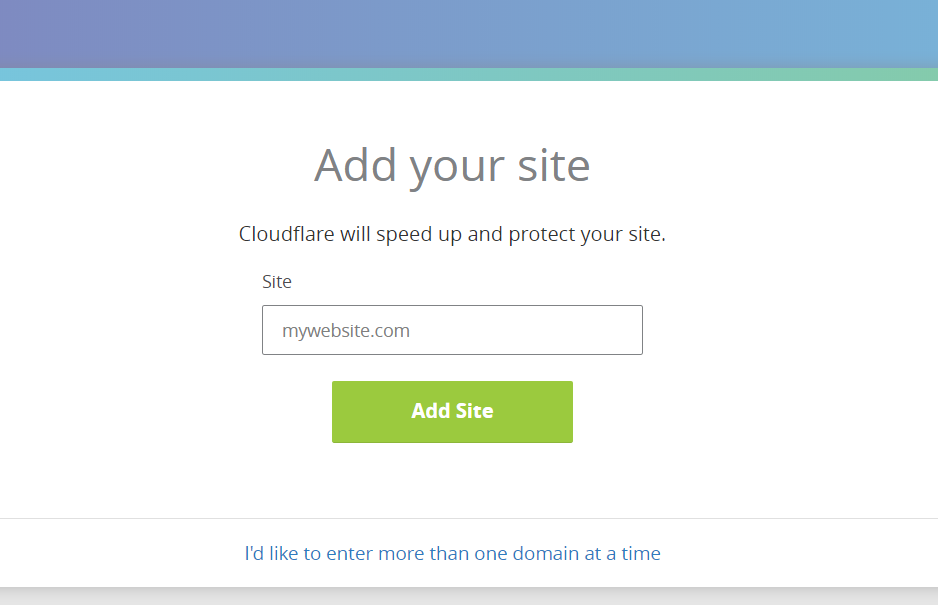 Add your site
Cloudflare will speed up and protect your site.
Site
mywebsite.com
Add Site
I'd like to enter more than one domain at a time